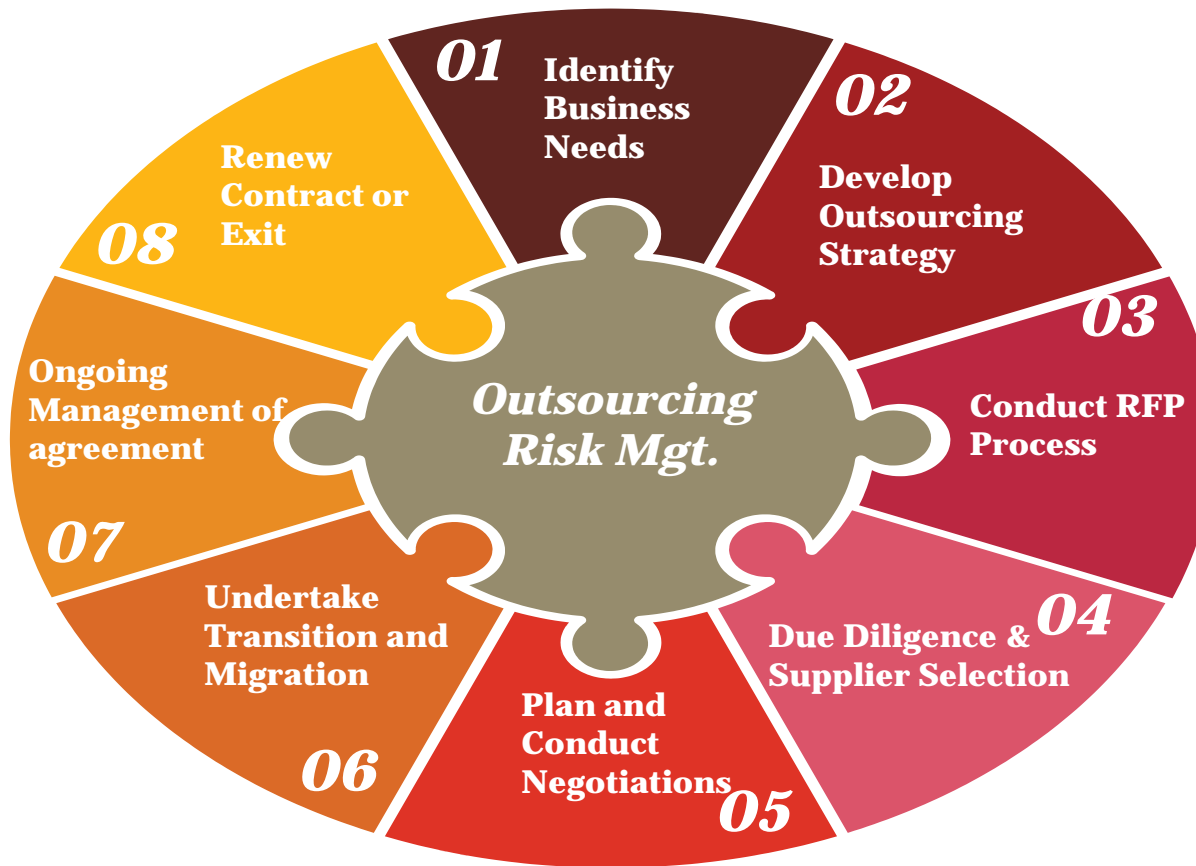 01
Identify
Business
Needs
02
Develop
Outsourcing
Strategy
03
Conduct RFP
Process
04
Due Diligence &
Supplier Selection
05
Plan and
Conduct
Negotiations
06
Undertake
Transition and
Migration
07
Ongoing
Management of
agreement
08
Renew
Contract or
Exit
Outsourcing
Risk Mgt.